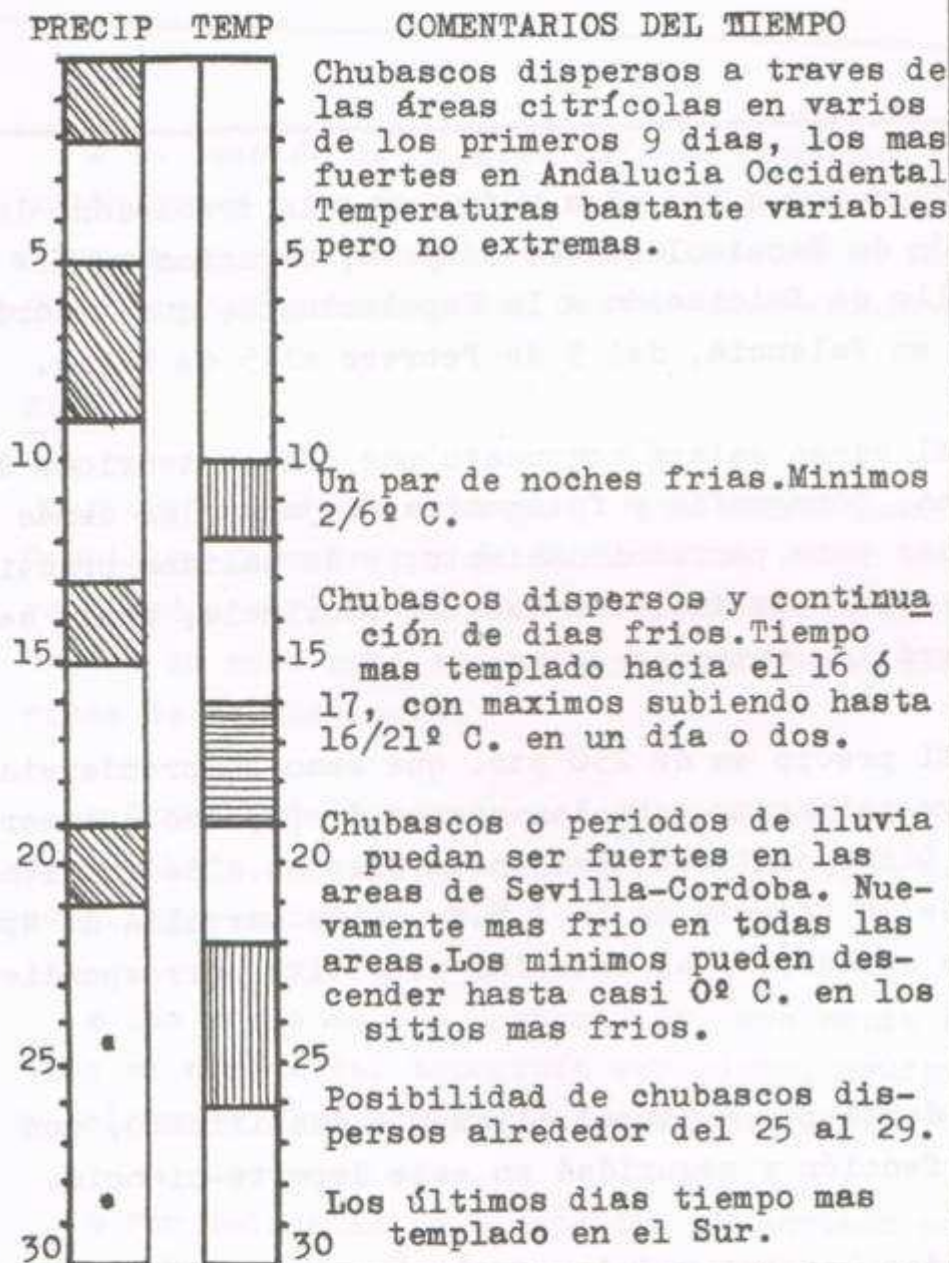 PRECIP TEMP COMENTARIOS DEL TIEMPO
Chubascos dispersos a traves de
las áreas citrícolas en varios
de los primeros 9 dias, los mas
fuertes en Andalucia Occidental
Temperaturas bastante variables
5 5 pero no extremas.
10 10
Un par de noches frias.Minimos
2/6º C.
Chubascos dispersos y continua
ción de dias frios.Tiempo
15 15 mas templado hacia el 16 ó
17, con maximos subiendo hasta
16/21º C. en un día o dos.
Chubascos o periodos de lluvia
20 20 puedan ser fuertes en las
areas de Sevilla-Cordoba. Nue-
vamente mas frio en todas las
areas.Los minimos pueden des-
cender hasta casi 0º C. en los
sitios mas frios.
25 25
Posibilidad de chubascos dis-
persos alrededor del 25 al 29.
Los últimos dias tiempo mas
30 30 templado en el Sur.